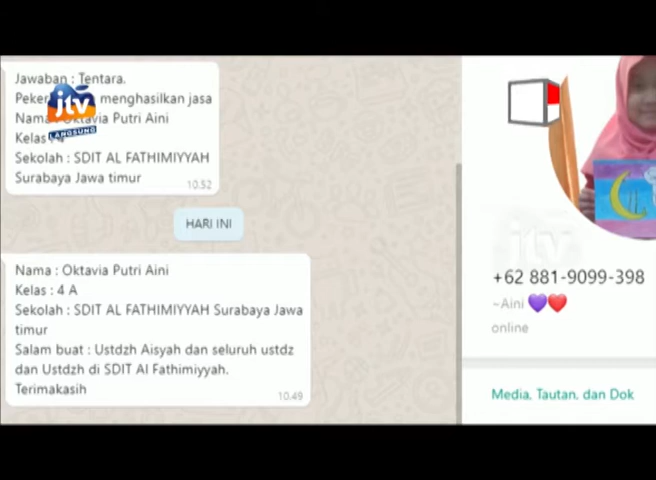 Jawaban : Tentara.
menghasilkan jasa
Putri Aini
Kelas : 4
Sekolah : SDIT AL FATHIMIYYAH
Surabaya Jawa timur
10.52
jtv
LANGSUNG
HARI INI
Nama : Oktavia Putri Aini
Kelas : 4 A
Sekolah : SDIT AL FATHIMIYYAH Surabaya Jawa
timur
Salam buat : Ustdzh Aisyah dan seluruh ustdz
dan Ustdzh di SDIT Al Fathimiyyah.
Terimakasih
10.49
jtv
+62 881-9099-398
~Aini 💜❤️
online
Media, Tautan, dan Dok